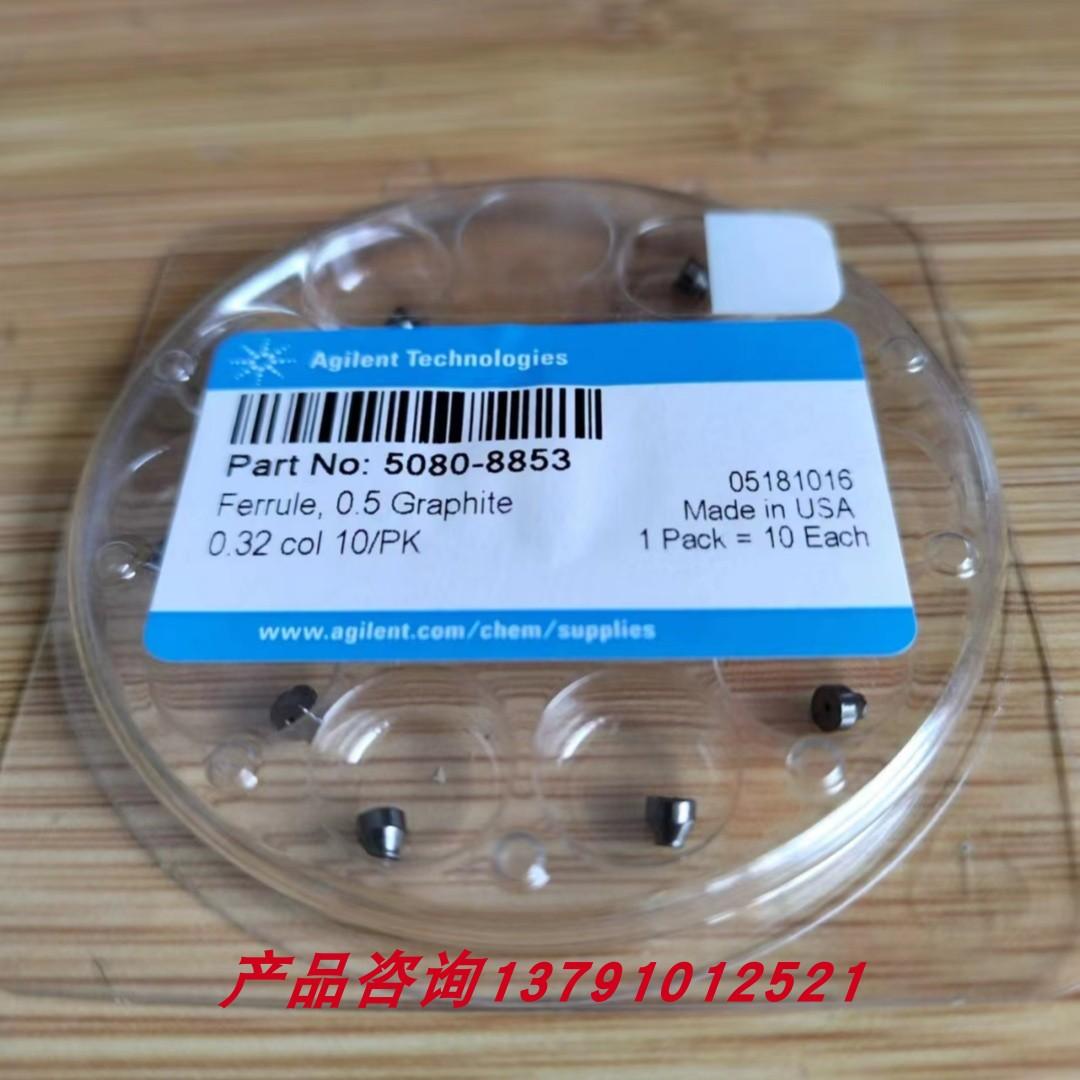 Agilent Technologies
Part No: 5080-8853
Ferrule, 0.5 Graphite
0.32 col 10/PK
05181016
Made in USA
1 Pack = 10 Each
www.agilent.com/chem/supplies
产品咨询13791012521